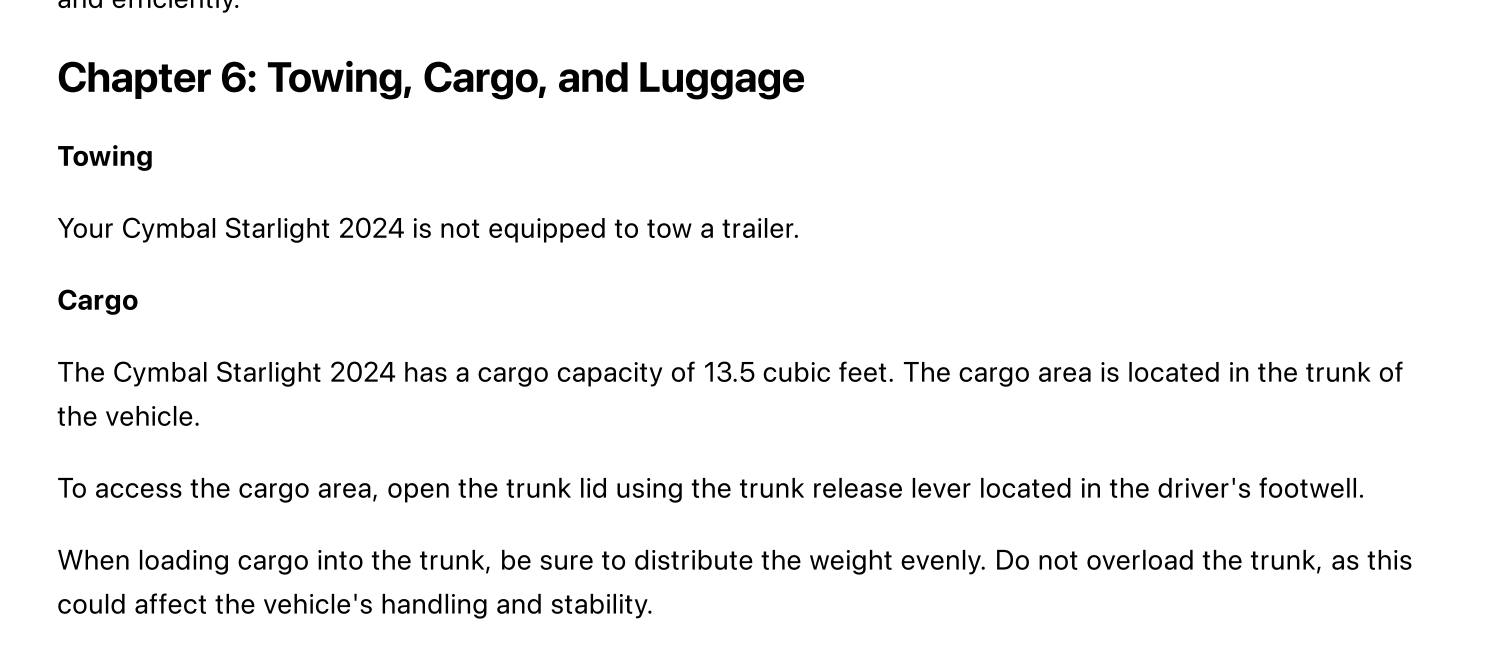 and efficiently.
Chapter 6: Towing, Cargo, and Luggage
Towing
Your Cymbal Starlight 2024 is not equipped to tow a trailer.
Cargo
The Cymbal Starlight 2024 has a cargo capacity of 13.5 cubic feet. The cargo area is located in the trunk of
the vehicle.
To access the cargo area, open the trunk lid using the trunk release lever located in the driver's footwell.
When loading cargo into the trunk, be sure to distribute the weight evenly. Do not overload the trunk, as this
could affect the vehicle's handling and stability.